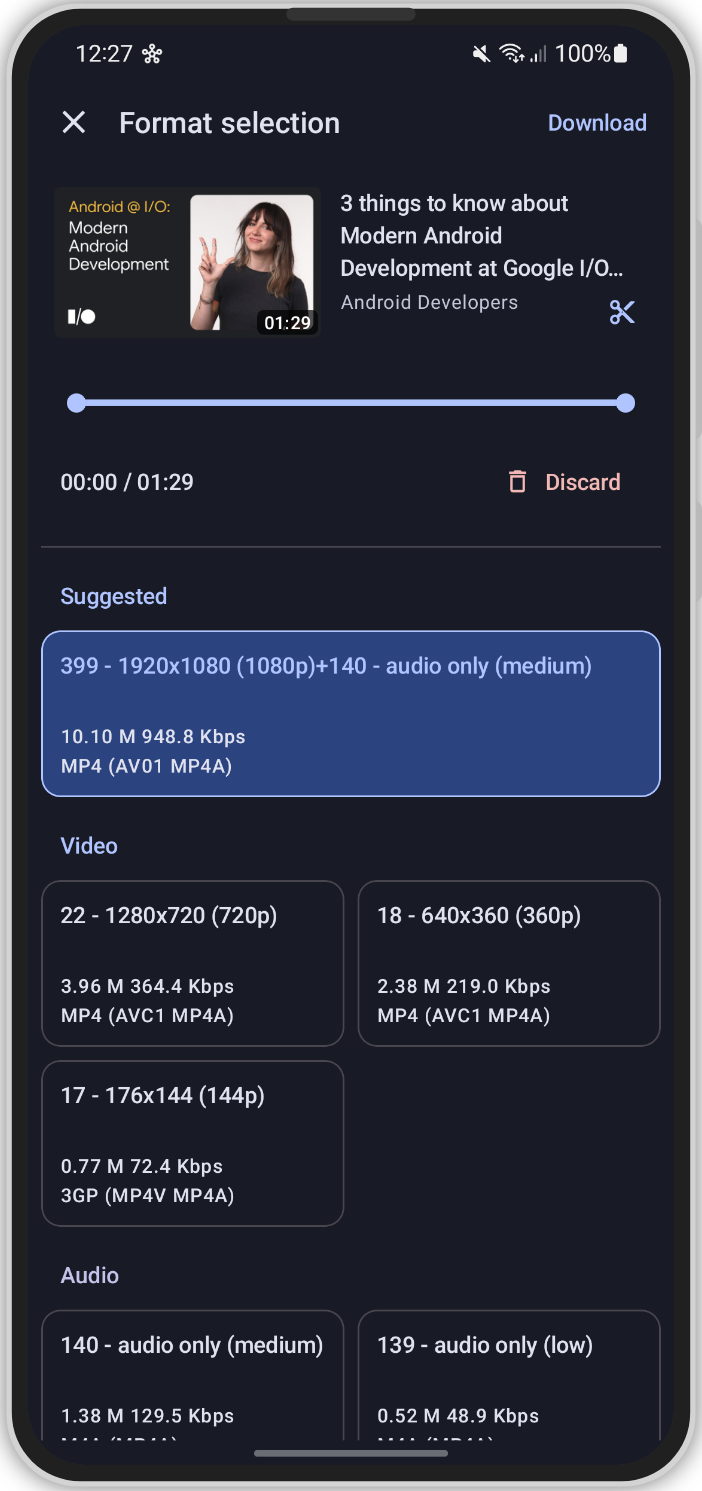 12:27
100%
Format selection
Download
Android @ I/O:
Modern
Android
Development
I/O
01:29
3 things to know about
Modern Android
Development at Google I/O...
Android Developers
00:00 / 01:29
Discard
Suggested
399 - 1920x1080 (1080p)+140 - audio only (medium)
10.10 M 948.8 Kbps
MP4 (AV01 MP4A)
Video
22 - 1280x720 (720p)
3.96 M 364.4 Kbps
MP4 (AVC1 MP4A)
18 - 640x360 (360p)
2.38 M 219.0 Kbps
MP4 (AVC1 MP4A)
17 - 176x144 (144p)
0.77 M 72.4 Kbps
3GP (MP4V MP4A)
Audio
140 - audio only (medium)
1.38 M 129.5 Kbps
139 - audio only (low)
0.52 M 48.9 Kbps